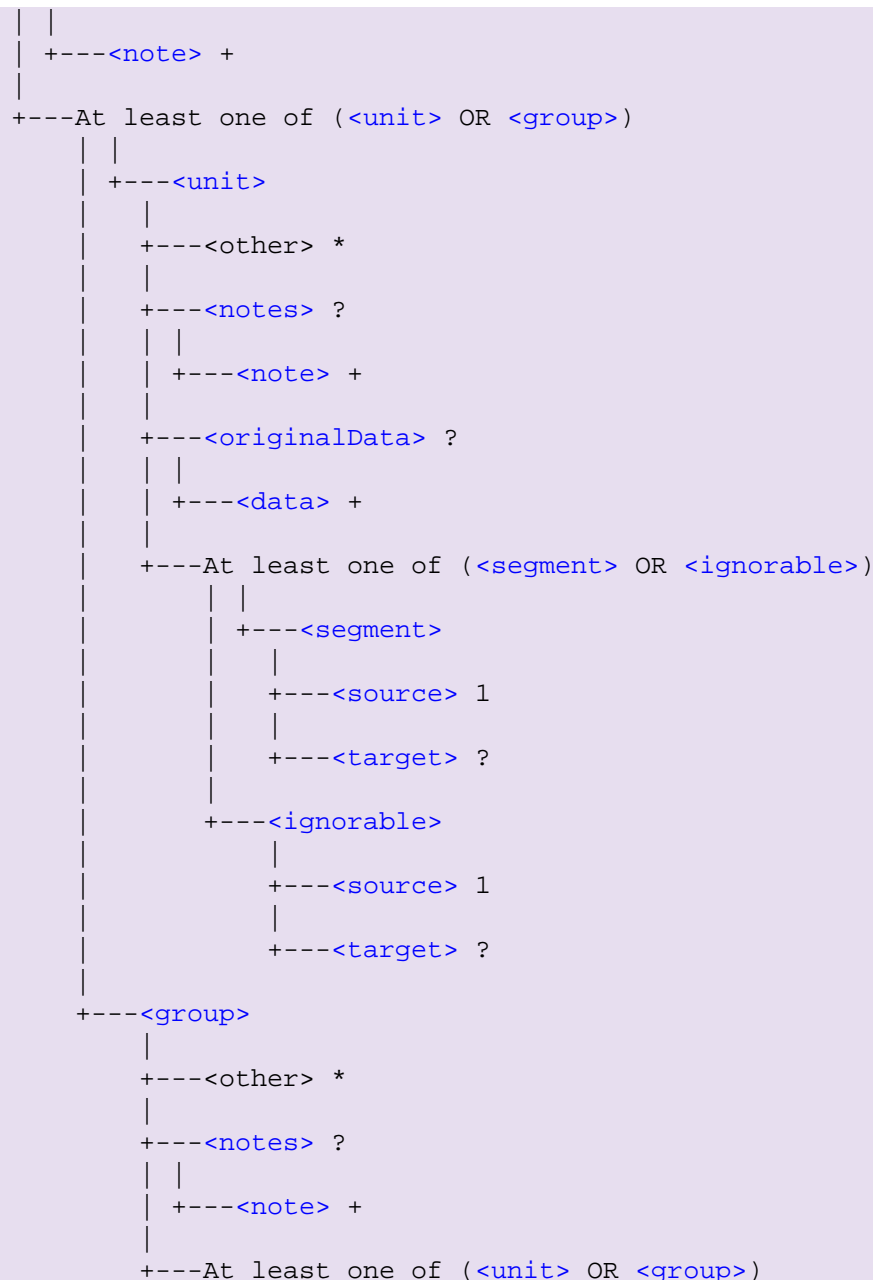 | |
| +---<note> +
|
+---At least one of (<unit> OR <group>)
    | |
    | +---<unit>
    |   |
    |   +---<other> *
    |   |
    |   +---<notes> ?
    |   | |
    |   | +---<note> +
    |   |
    |   +---<originalData> ?
    |   | |
    |   | +---<data> +
    |   |
    |   +---At least one of (<segment> OR <ignorable>)
    |       | |
    |       | +---<segment>
    |       |   |
    |       |   +---<source> 1
    |       |   |
    |       |   +---<target> ?
    |       |
    |       +---<ignorable>
    |           |
    |           +---<source> 1
    |           |
    |           +---<target> ?
    |
    +---<group>
        |
        +---<other> *
        |
        +---<notes> ?
        | |
        | +---<note> +
        |
        +---At least one of (<unit> OR <group>)